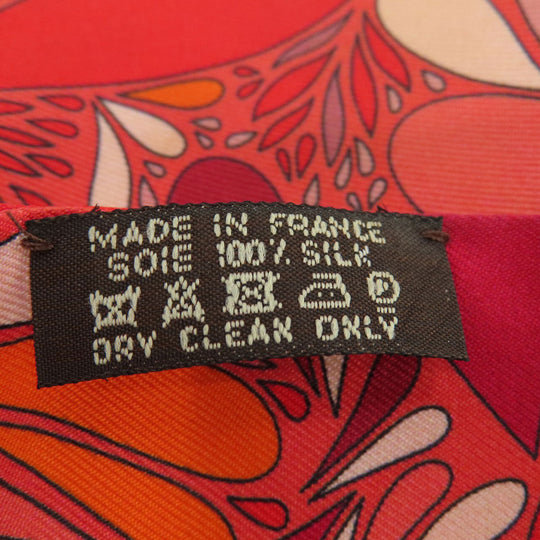 MADE IN FRANCE
SOIE 100% SILK
P
DRY CLEAN ONLY